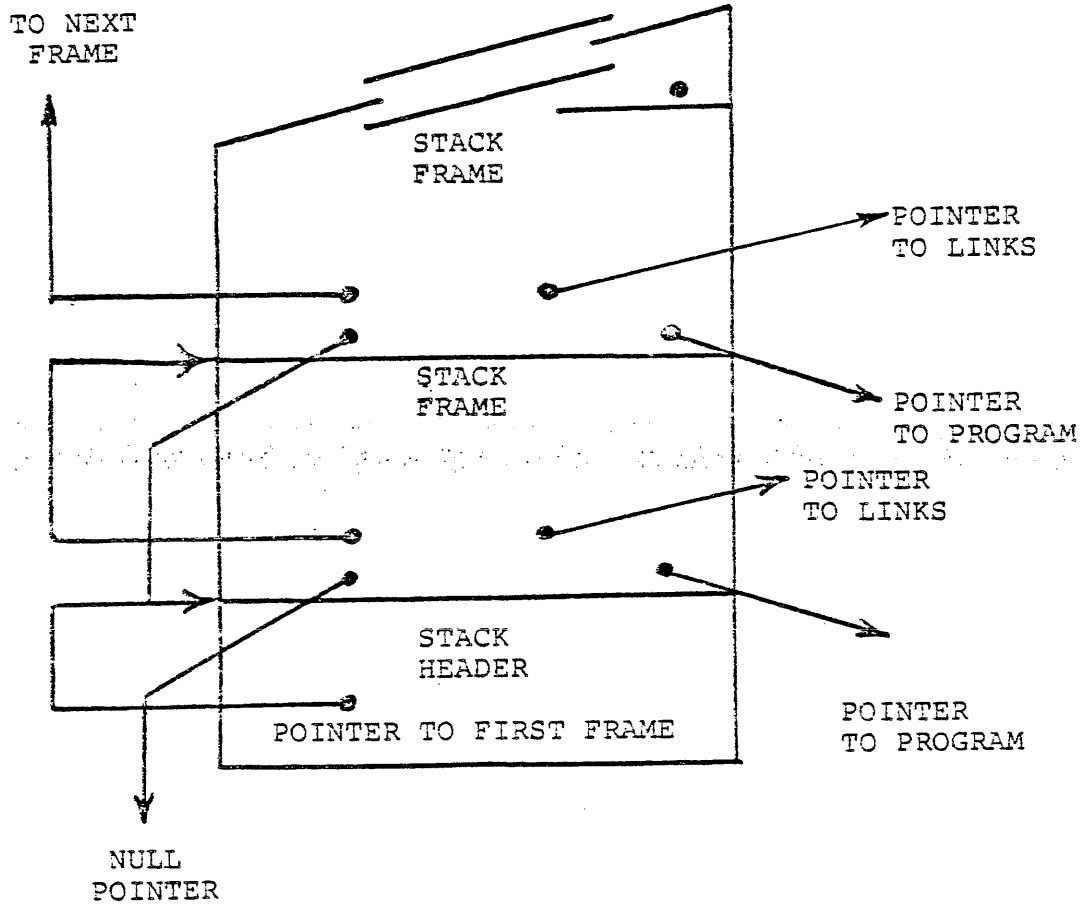 TO NEXT
FRAME
STACK
FRAME
POINTER
TO LINKS
STACK
FRAME
POINTER
TO PROGRAM
POINTER
TO LINKS
STACK
HEADER
POINTER TO FIRST FRAME
POINTER
TO PROGRAM
NULL
POINTER